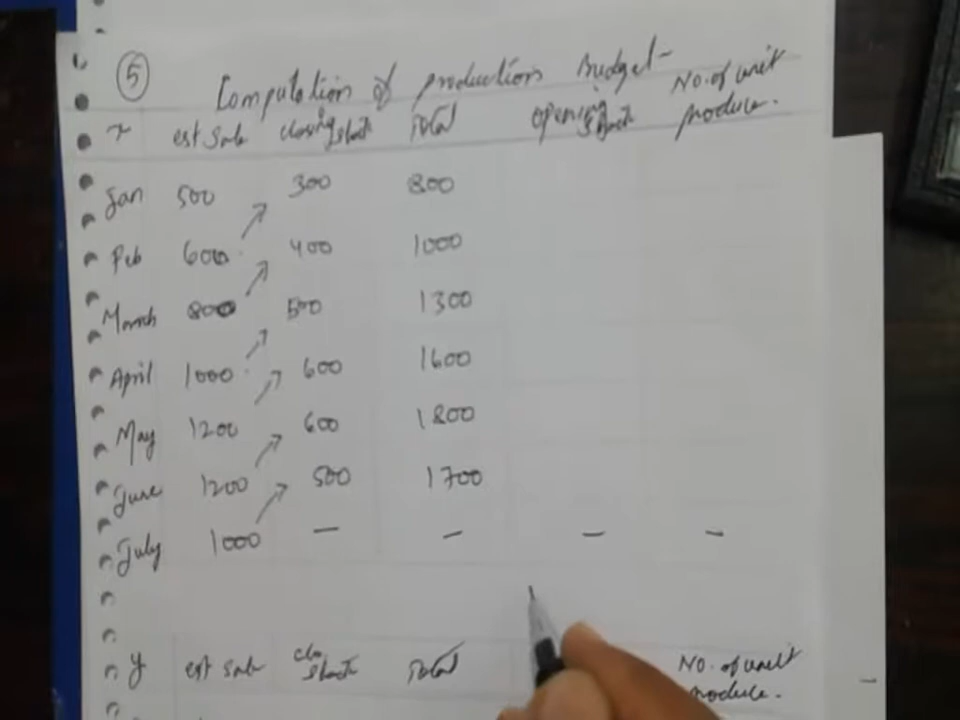 5 Computation of production Budget
x est sale closing stock Total opening stock No. of unit produce.
Jan 500 300 800
Feb 600 400 1000
March 800 500 1300
April 1000 600 1600
May 1200 600 1800
June 1200 500 1700
July 1000 — — — —
y est sale clo stock Total No. of unit produce.